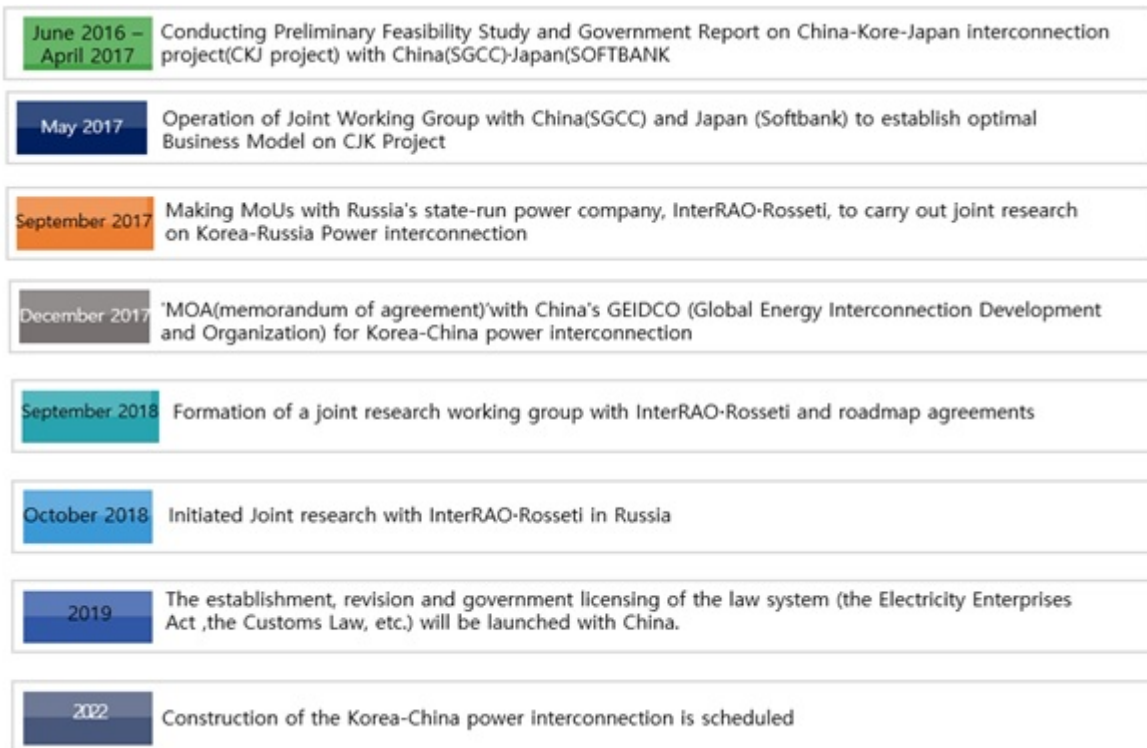 June 2016 –
April 2017
Conducting Preliminary Feasibility Study and Government Report on China-Kore-Japan interconnection
project(CKJ project) with China(SGCC)·Japan(SOFTBANK
May 2017
Operation of Joint Working Group with China(SGCC) and Japan (Softbank) to establish optimal
Business Model on CJK Project
September 2017
Making MoUs with Russia's state-run power company, InterRAO·Rosseti, to carry out joint research
on Korea-Russia Power interconnection
December 2017
'MOA(memorandum of agreement)'with China's GEIDCO (Global Energy Interconnection Development
and Organization) for Korea-China power interconnection
September 2018
Formation of a joint research working group with InterRAO·Rosseti and roadmap agreements
October 2018
Initiated Joint research with InterRAO·Rosseti in Russia
2019
The establishment, revision and government licensing of the law system (the Electricity Enterprises
Act ,the Customs Law, etc.) will be launched with China.
2022
Construction of the Korea-China power interconnection is scheduled